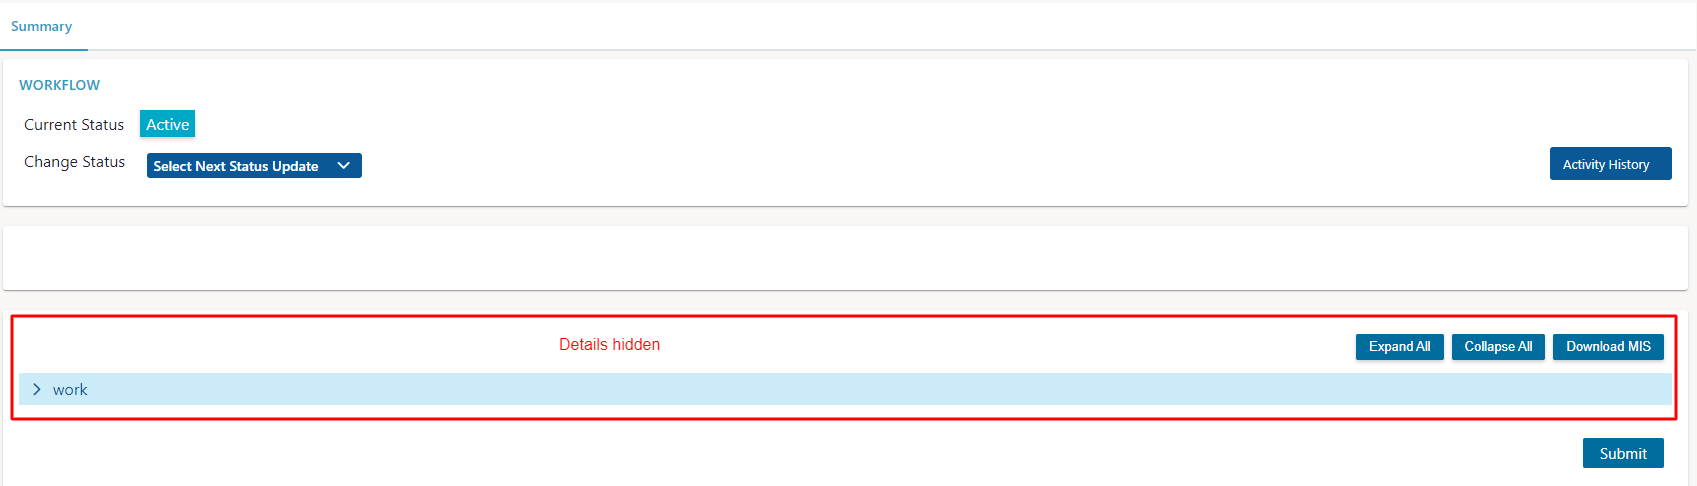 Summary
WORKFLOW
Current Status Active
Change Status Select Next Status Update
Activity History
Details hidden
Expand All Collapse All Download MIS
work
Submit